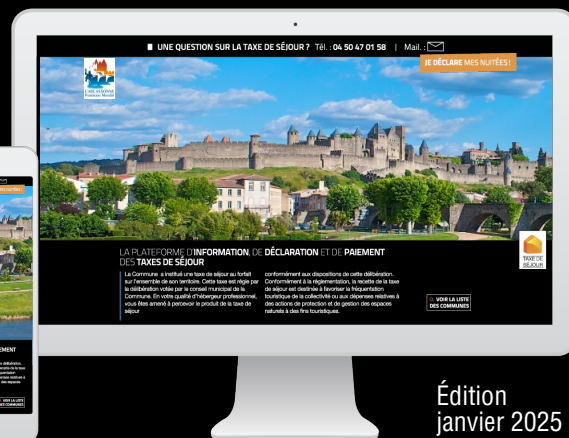 UNE QUESTION SUR LA TAXE DE SÉJOUR ? Tél. : 04 50 47 01 58 | Mail. :
JE DÉCLARE MES NUITÉES !
CARCASSONNE
Patrimoine Mondial
LA PLATEFORME D'INFORMATION, DE DÉCLARATION ET DE PAIEMENT
DES TAXES DE SÉJOUR
La Commune a institué une taxe de séjour au forfait
sur l'ensemble de son territoire. Cette taxe est régie par
la délibération votée par le conseil municipal de la
Commune. En votre qualité d'hébergeur professionnel,
vous êtes amené à percevoir le produit de la taxe de
séjour
conformément aux dispositions de cette délibération.
Conformément à la réglementation, la recette de la taxe
de séjour est destinée à favoriser la fréquentation
touristique de la collectivité ou aux dépenses relatives à
des actions de protection et de gestion des espaces
naturels à des fins touristiques.
VOIR LA LISTE
DES COMMUNES
TAXE DE
SÉJOUR
Édition
janvier 2025